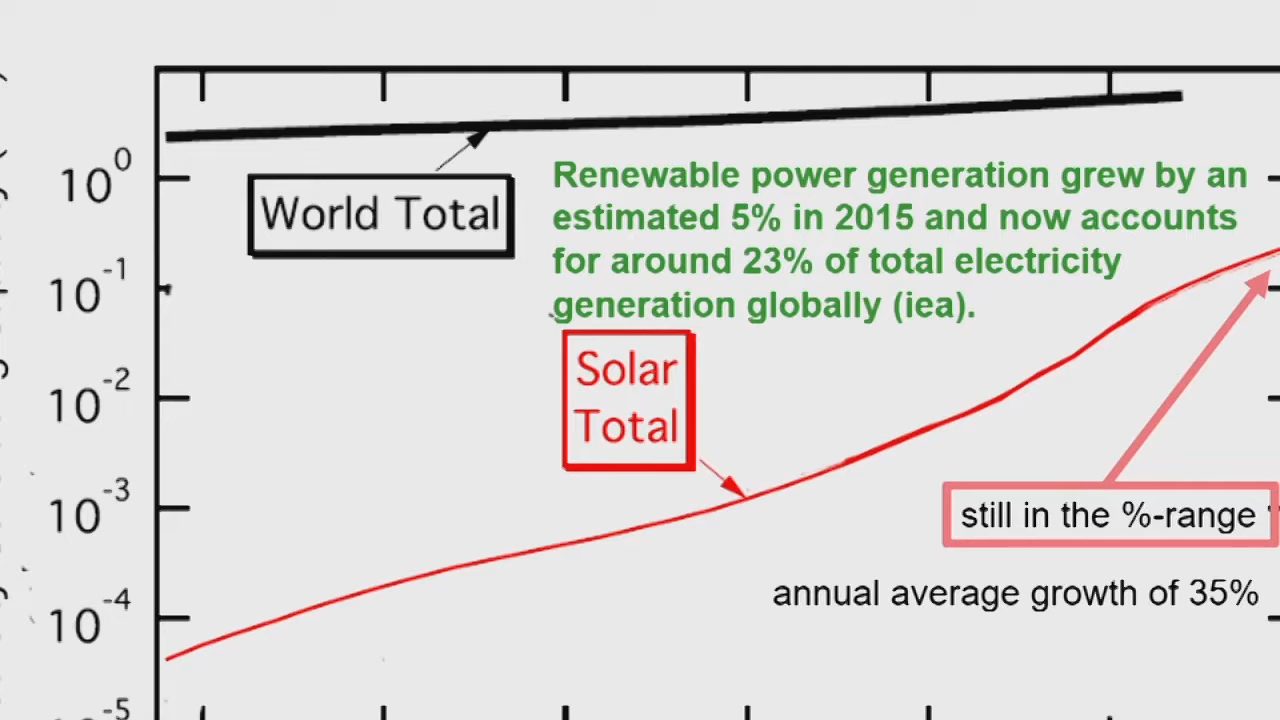 10^0
World Total
Renewable power generation grew by an
estimated 5% in 2015 and now accounts
for around 23% of total electricity
generation globally (iea).
10^-1
Solar
Total
10^-2
10^-3
still in the %-range
annual average growth of 35%
10^-4
-5